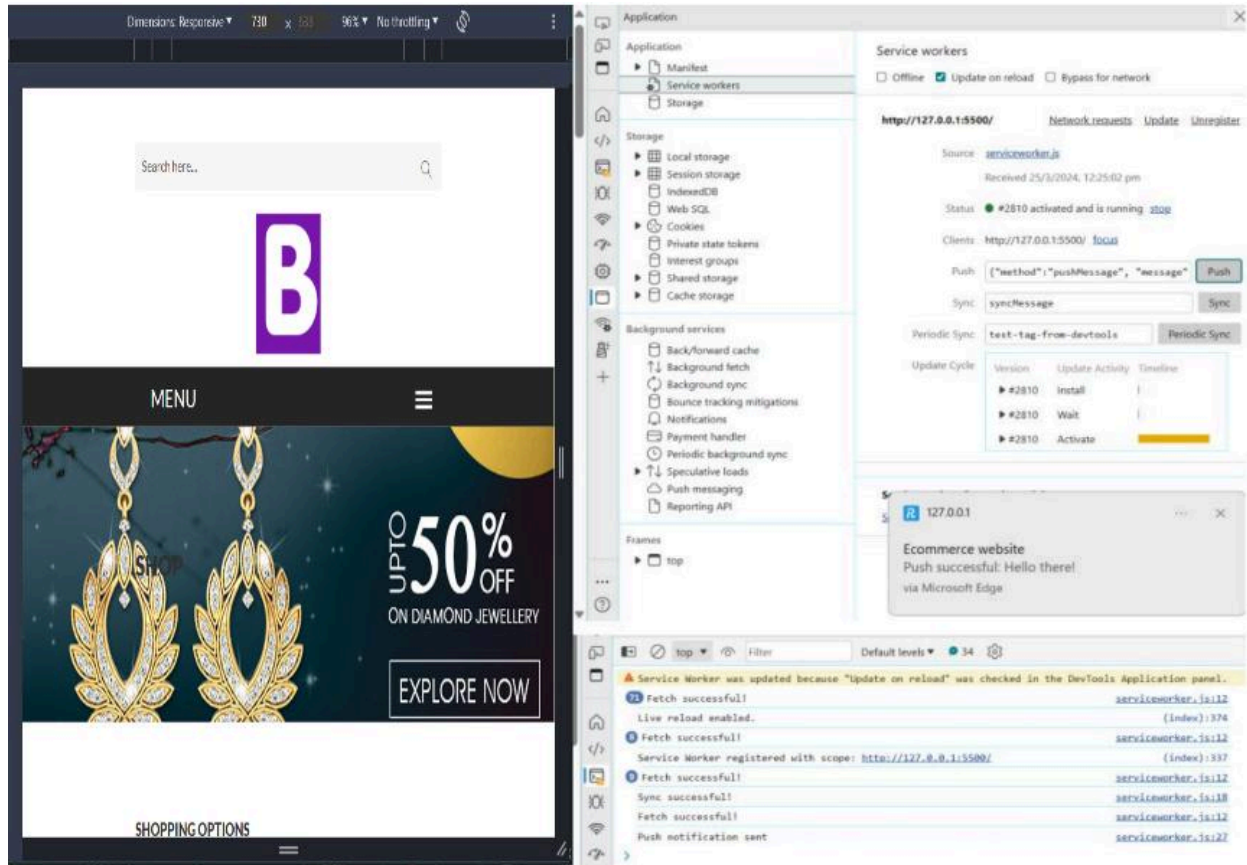 Dimensions: Responsive ▼ 730 x 96% ▼ No throttling ▼
Search here...
B
MENU
SHOP
UPTO 50% OFF
ON DIAMOND JEWELLERY
EXPLORE NOW
SHOPPING OPTIONS
Application
Application
Manifest
Service workers
Storage
Storage
Local storage
Session storage
IndexedDB
Web SQL
Cookies
Private state tokens
Interest groups
Shared storage
Cache storage
Background services
Back/forward cache
Background fetch
Background sync
Bounce tracking mitigations
Notifications
Payment handler
Periodic background sync
Speculative loads
Push messaging
Reporting API
Frames
top
Service workers
Offline Update on reload Bypass for network
http://127.0.0.1:5500/ Network requests Update Unregister
Source serviceworker.js
Received 25/3/2024, 12:25:02 pm
Status #2810 activated and is running stop
Clients http://127.0.0.1:5500/ focus
Push {"method":"pushMessage", "message" Push
Sync syncMessage Sync
Periodic Sync test-tag-from-devtools Periodic Sync
Update Cycle Version Update Activity Timeline
#2810 Install
#2810 Wait
#2810 Activate
127.0.0.1
Ecommerce website
Push successful: Hello there!
via Microsoft Edge
top ▼ Filter Default levels ▼ 34
Service Worker was updated because "Update on reload" was checked in the DevTools Application panel.
71 Fetch successful! serviceworker.js:12
Live reload enabled. (index):374
Fetch successful! serviceworker.js:12
Service Worker registered with scope: http://127.0.0.1:5500/ (index):337
Fetch successful! serviceworker.js:12
Sync successful! serviceworker.js:18
Fetch successful! serviceworker.js:12
Push notification sent serviceworker.js:27